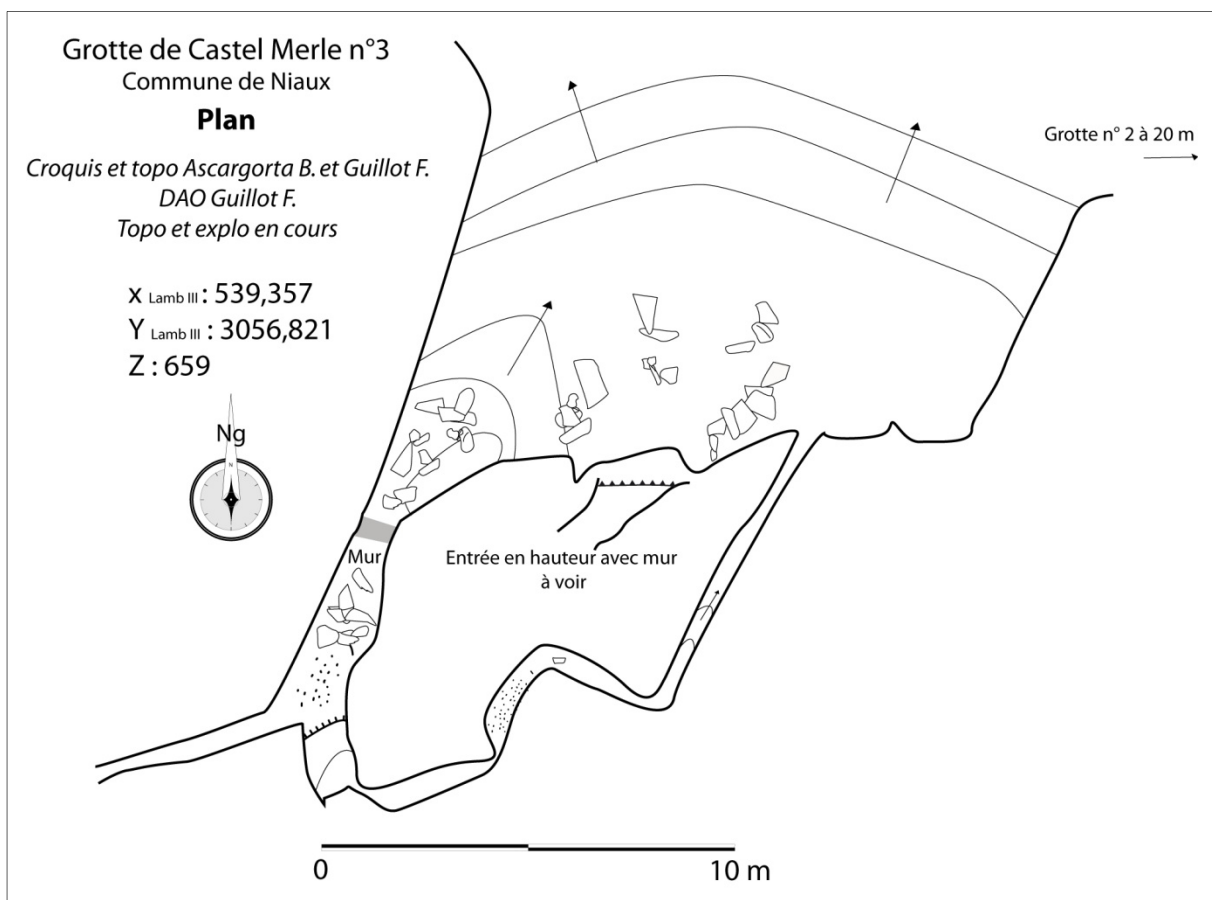 Grotte de Castel Merle n°3
Commune de Niaux
Plan
Croquis et topo Ascargorta B. et Guillot F.
DAO Guillot F.
Topo et explo en cours
x Lamb III : 539,357
Y Lamb III : 3056,821
Z : 659
Ng
N
Grotte n° 2 à 20 m
Mur
Entrée en hauteur avec mur
à voir
0
10 m